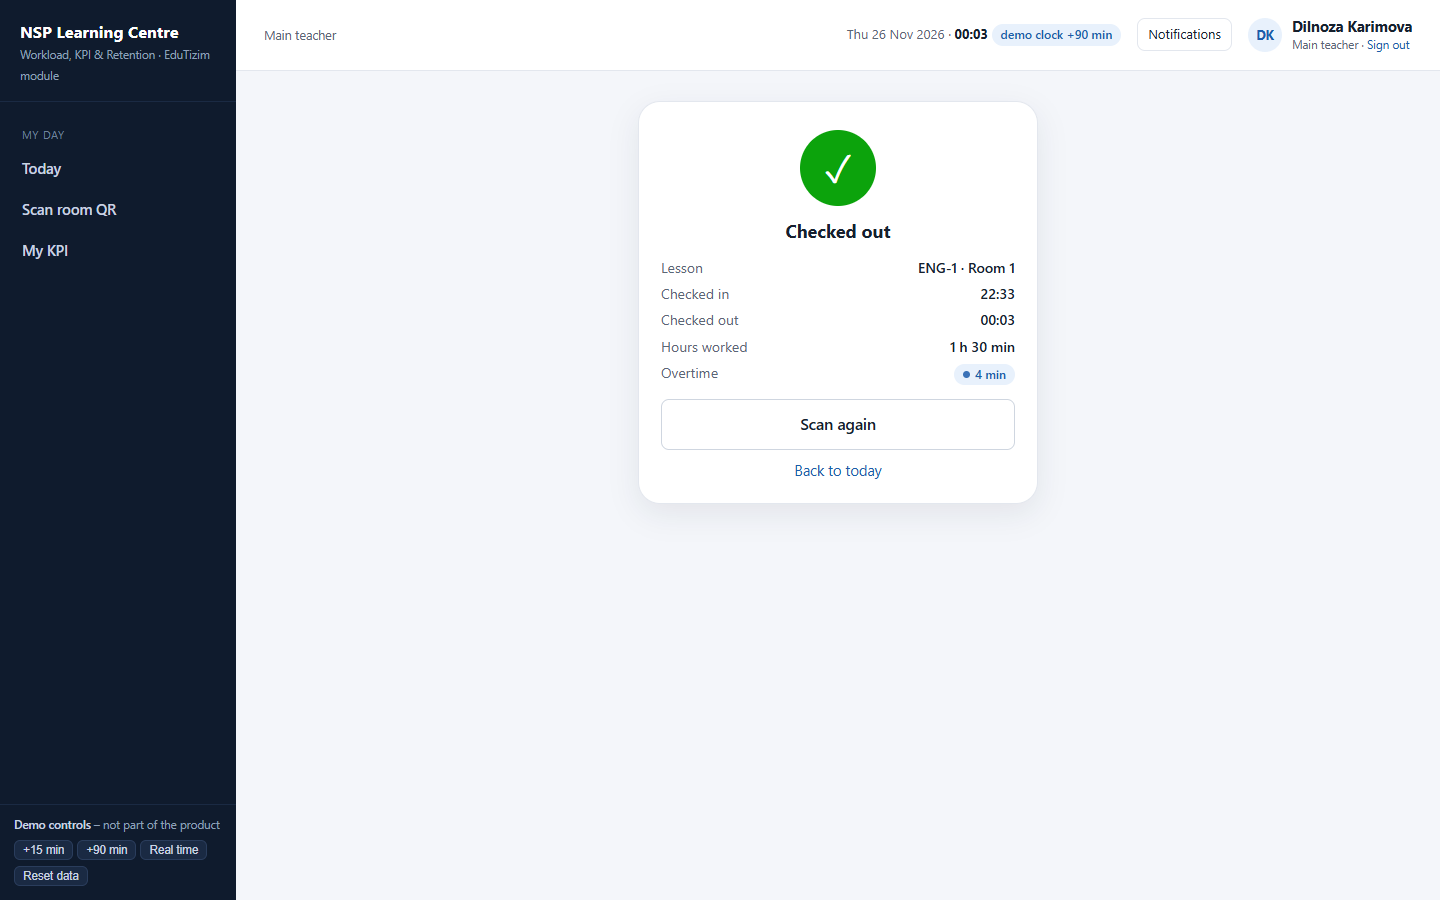 NSP Learning Centre
Workload, KPI & Retention · EduTizim
module
MY DAY
Today
Scan room QR
My KPI
Demo controls – not part of the product
+15 min +90 min Real time
Reset data
Main teacher
Thu 26 Nov 2026 · 00:03 demo clock +90 min
Notifications
DK
Dilnoza Karimova
Main teacher · Sign out
✓
Checked out
Lesson ENG-1 · Room 1
Checked in 22:33
Checked out 00:03
Hours worked 1 h 30 min
Overtime 4 min
Scan again
Back to today